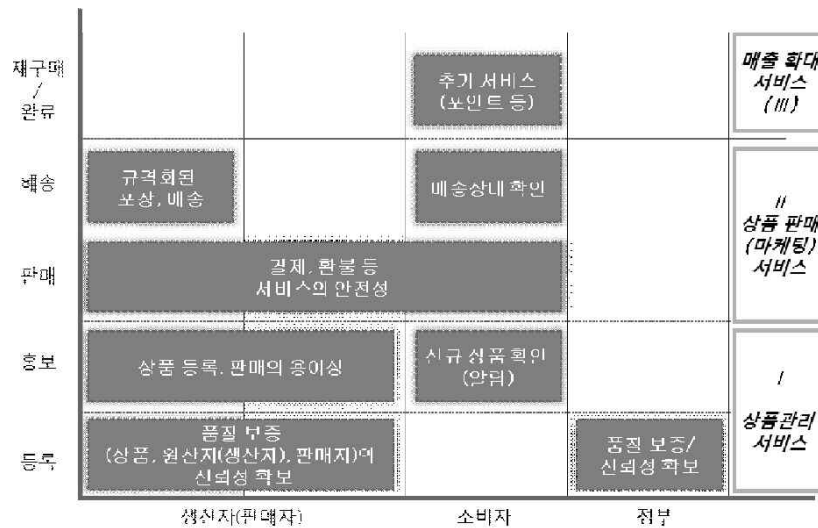 재구매
/
완료
추가 서비스
(포인트 등)
매출 확대
서비스
(III)
배송
규격화된
포장, 배송
배송상태 확인
II
상품 판매
(마케팅)
서비스
판매
결제, 환불 등
서비스의 안전성
홍보
상품 등록, 판매의 용이성
신규 상품 확인
(알림)
I
상품관리
서비스
등록
품질 보증
(상품, 원산지(생산지), 판매지)의
신뢰성 확보
품질 보증/
신뢰성 확보
생산자(판매자)
소비자
정부